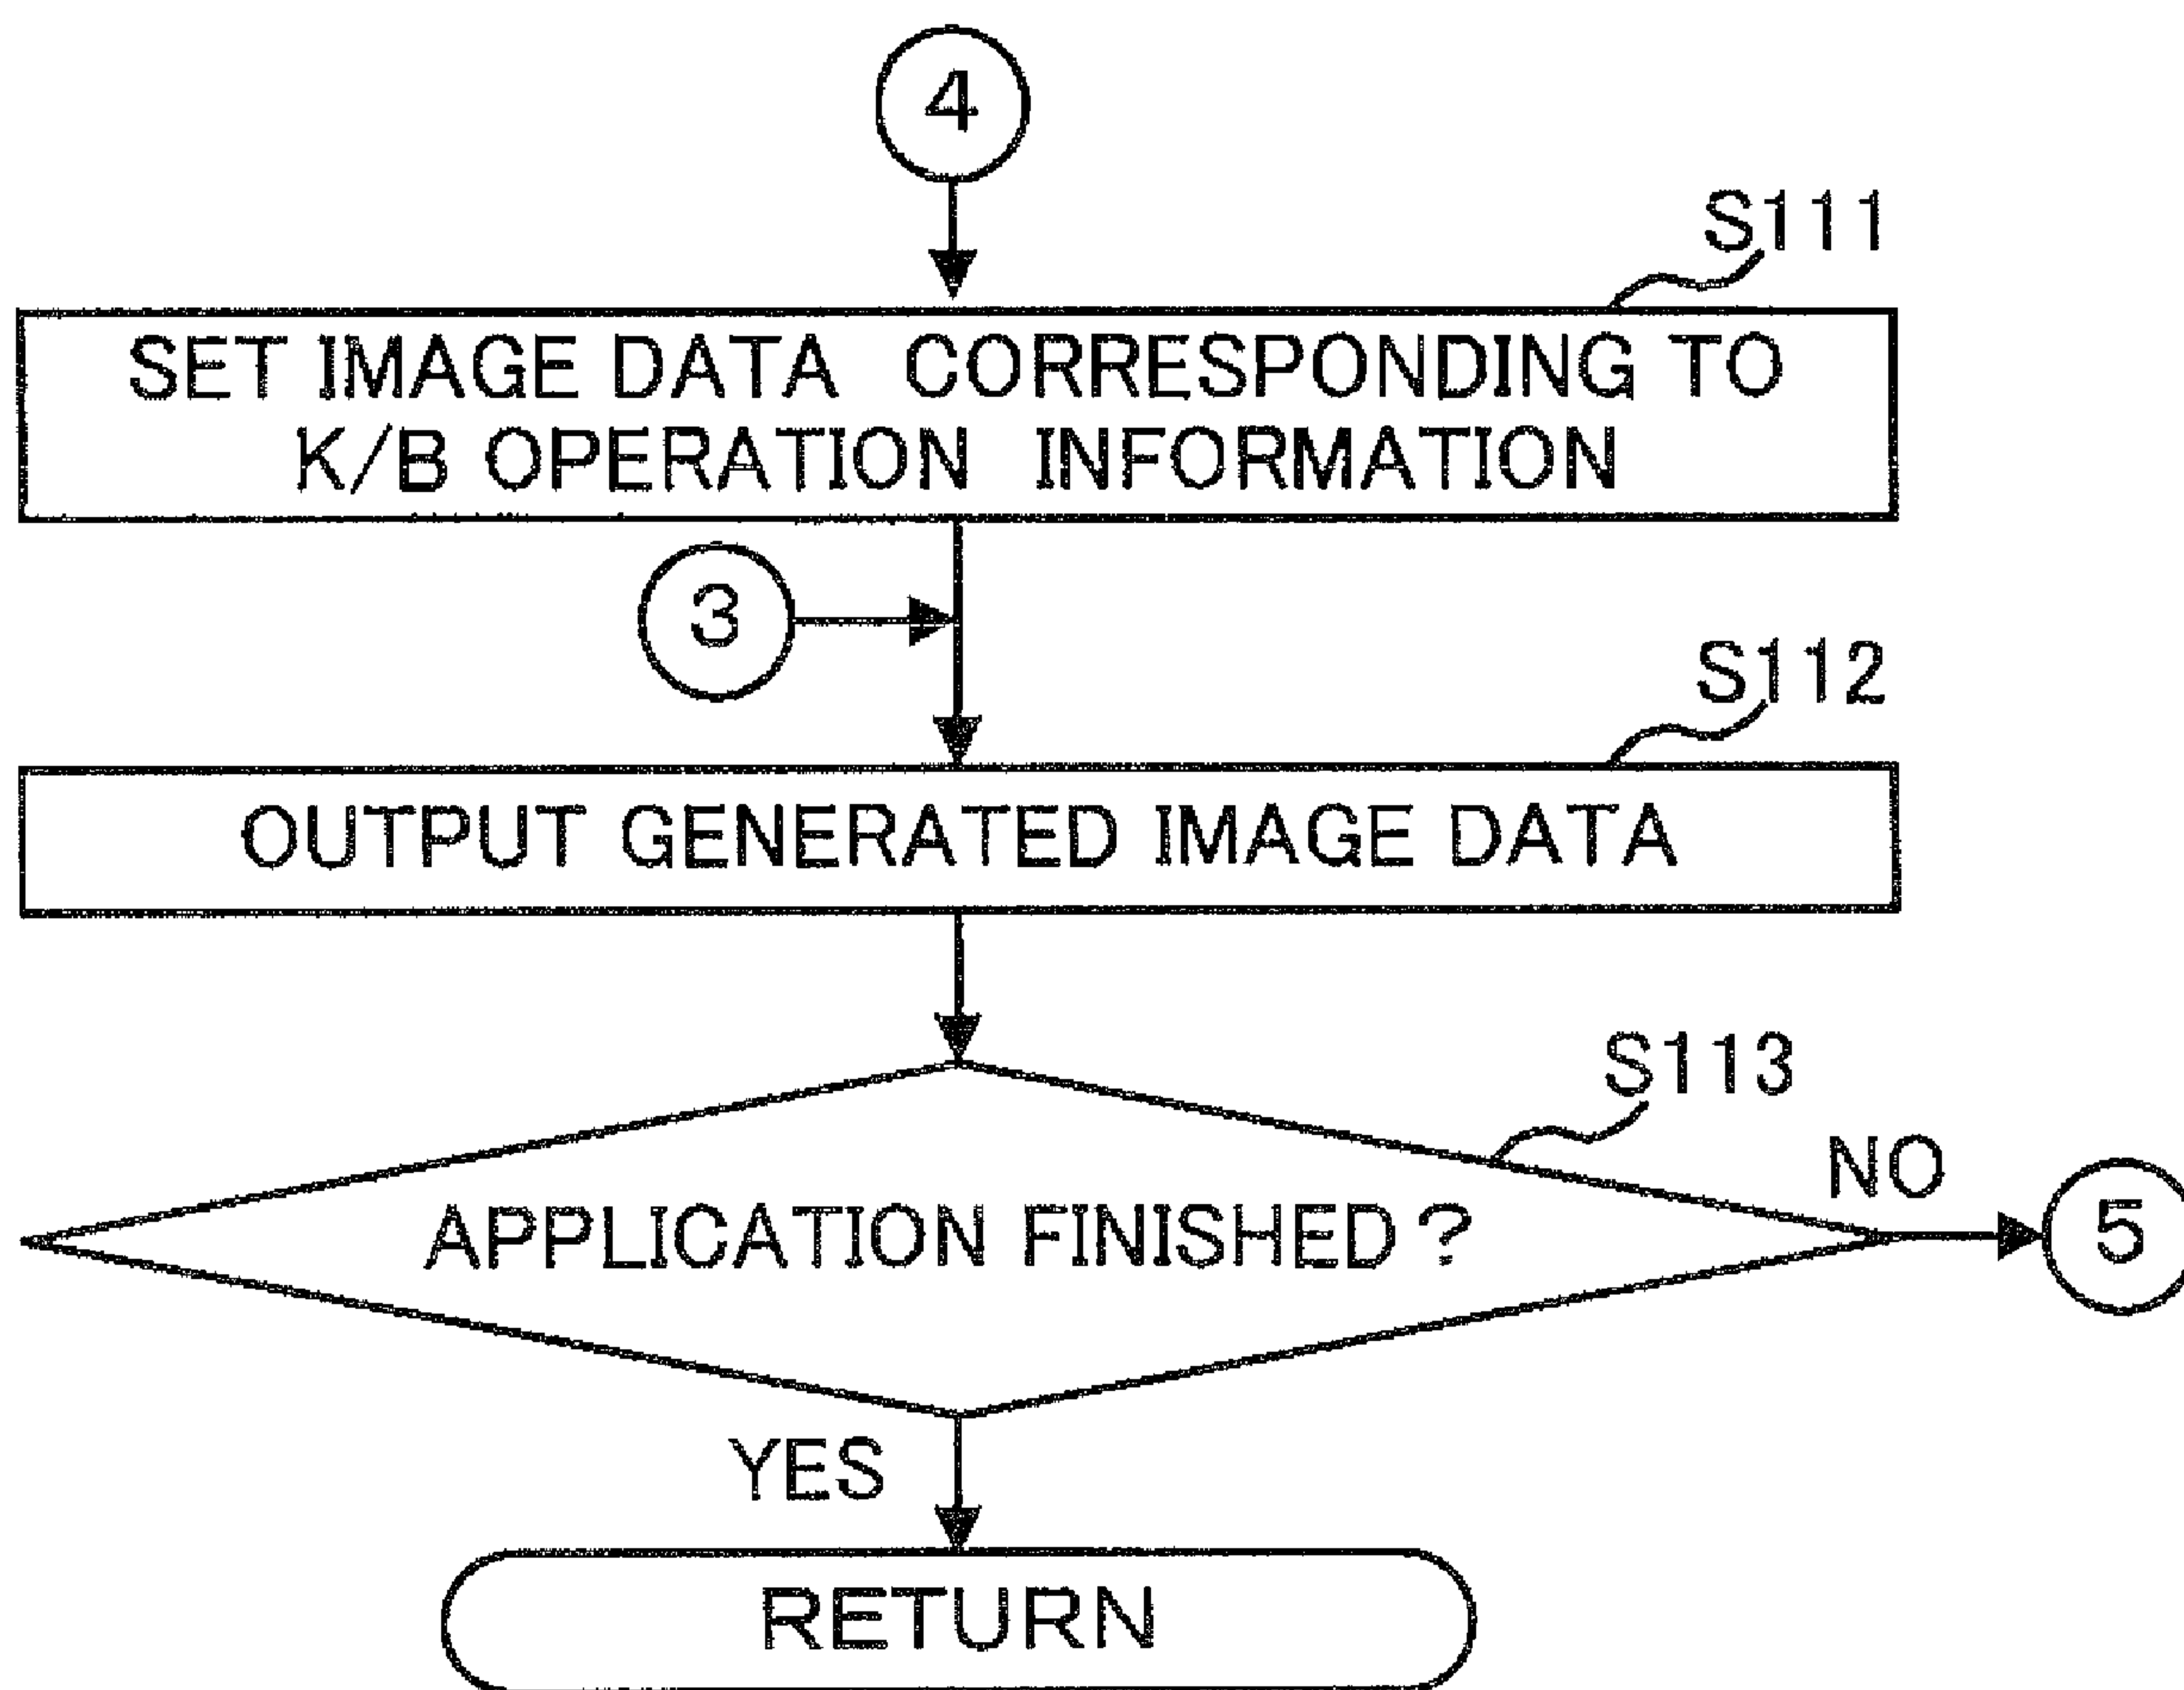 4
S111
SET IMAGE DATA CORRESPONDING TO
K/B OPERATION INFORMATION
3
S112
OUTPUT GENERATED IMAGE DATA
S113
APPLICATION FINISHED?
NO
5
YES
RETURN